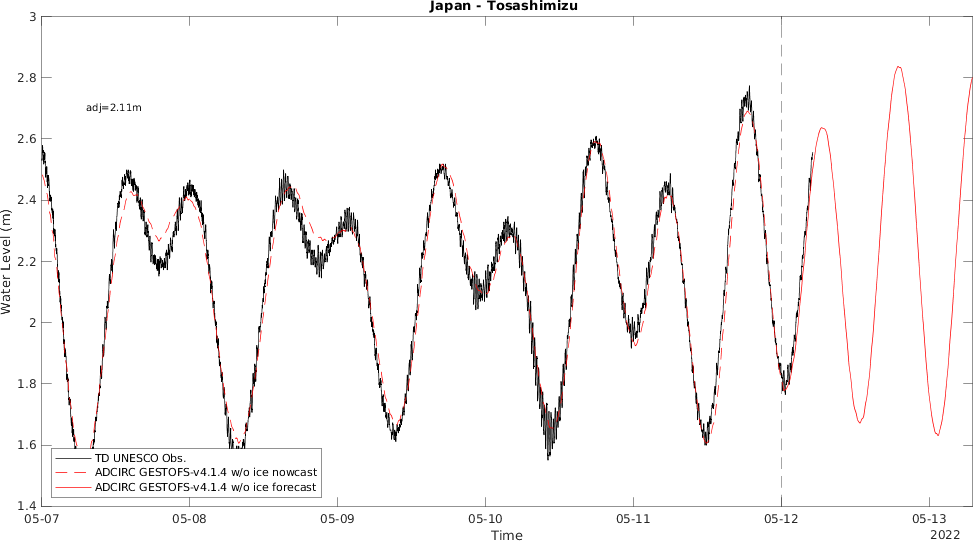 Japan - Tosashimizu
3
2.8
2.6
2.4
2.2
2
1.8
1.6
1.4
Water Level (m)
adj=2.11m
TD UNESCO Obs.
ADCIRC GESTOFS-v4.1.4 w/o ice nowcast
ADCIRC GESTOFS-v4.1.4 w/o ice forecast
05-07 05-08 05-09 05-10 05-11 05-12 05-13
Time
2022